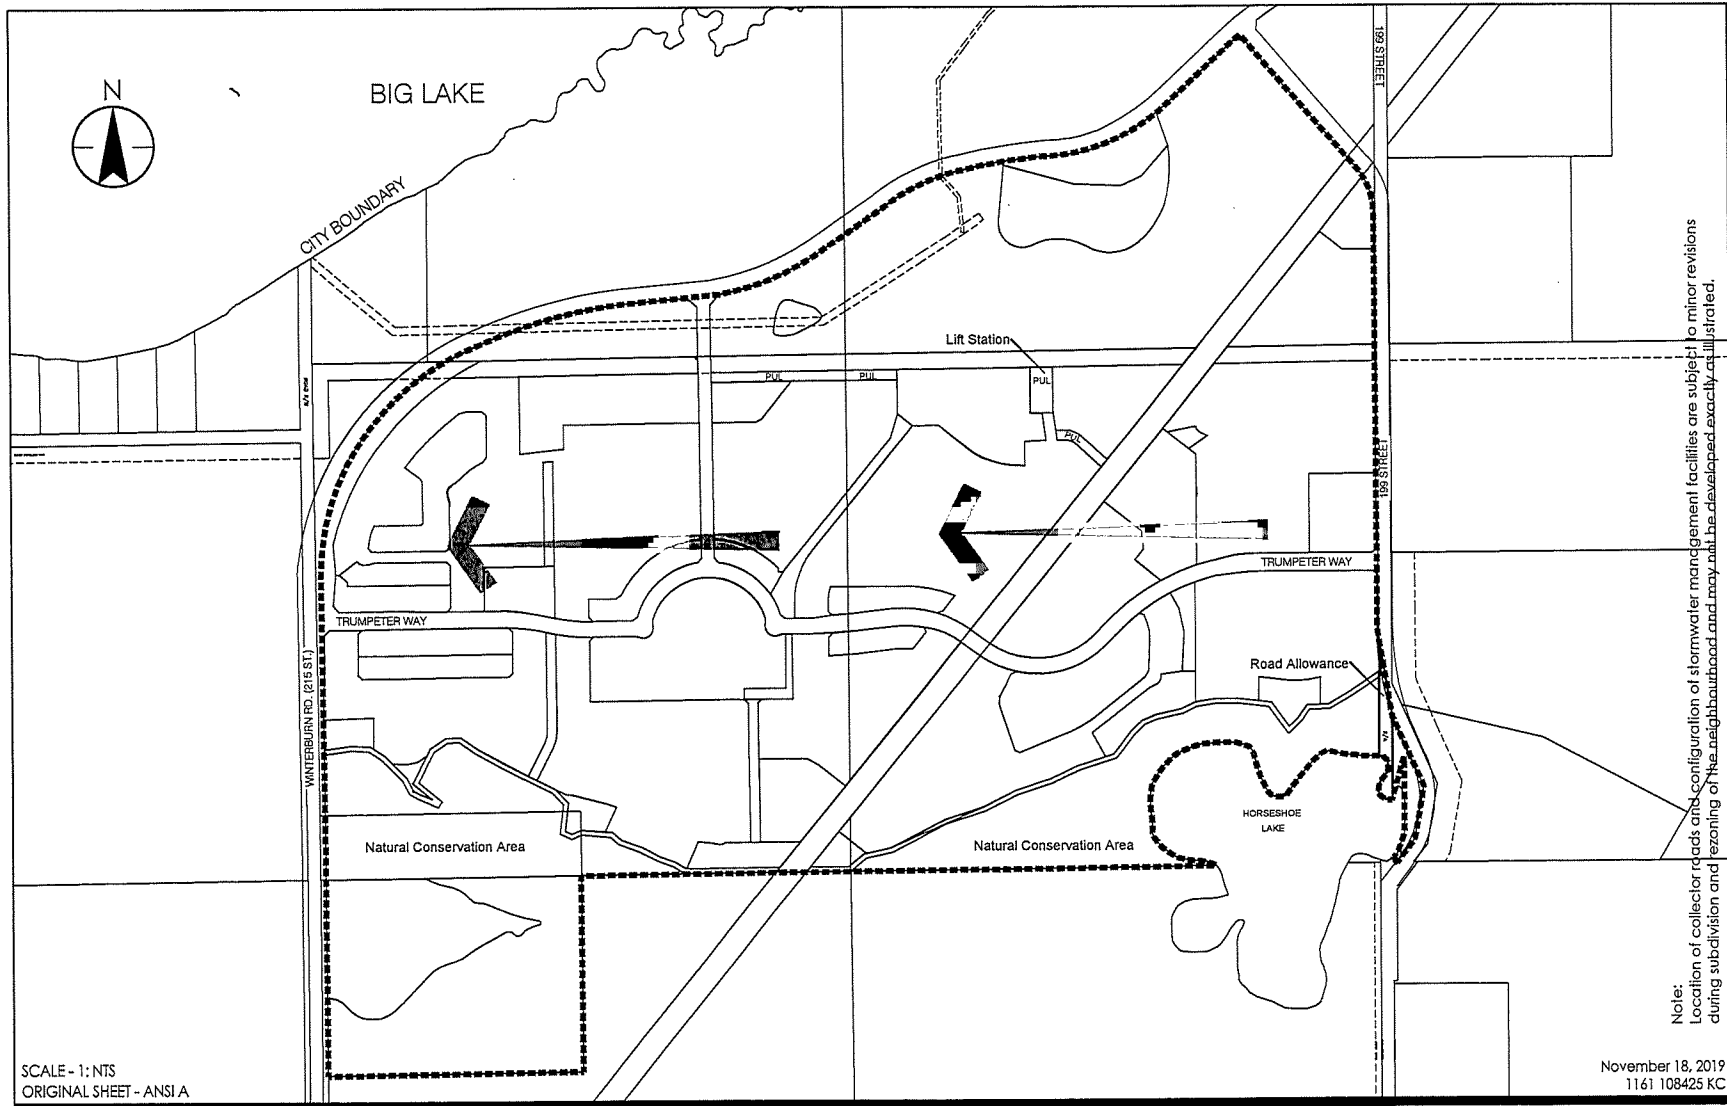 N
BIG LAKE
CITY BOUNDARY
199 STREET
Lift Station
PUL
PUL
PUL
PUL
199 STREET
TRUMPETER WAY
TRUMPETER WAY
WINTERBURN RD. (215 ST.)
Road Allowance
HORSESHOE
LAKE
Natural Conservation Area
Natural Conservation Area
Note:
Location of collector roads and configuration of stormwater management facilities are subject to minor revisions
during subdivision and rezoning of the neighbourhood and may not be developed exactly as illustrated.
SCALE - 1: NTS
ORIGINAL SHEET - ANSI A
November 18, 2019
1161 108425 KC